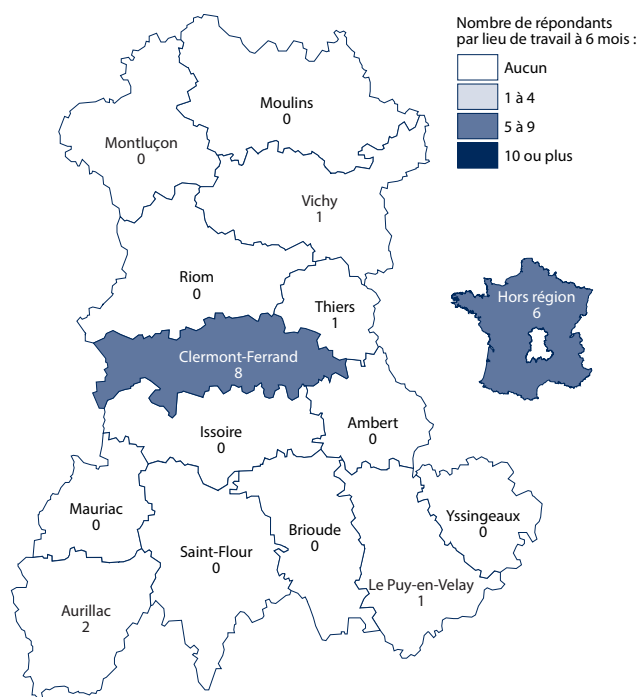 Nombre de répondants
par lieu de travail à 6 mois :
Aucun
1 à 4
5 à 9
10 ou plus
Moulins
0
Montluçon
0
Vichy
1
Riom
0
Thiers
1
Hors région
6
Clermont-Ferrand
8
Ambert
0
Issoire
0
Mauriac
0
Saint-Flour
0
Brioude
0
Yssingeaux
0
Le Puy-en-Velay
1
Aurillac
2